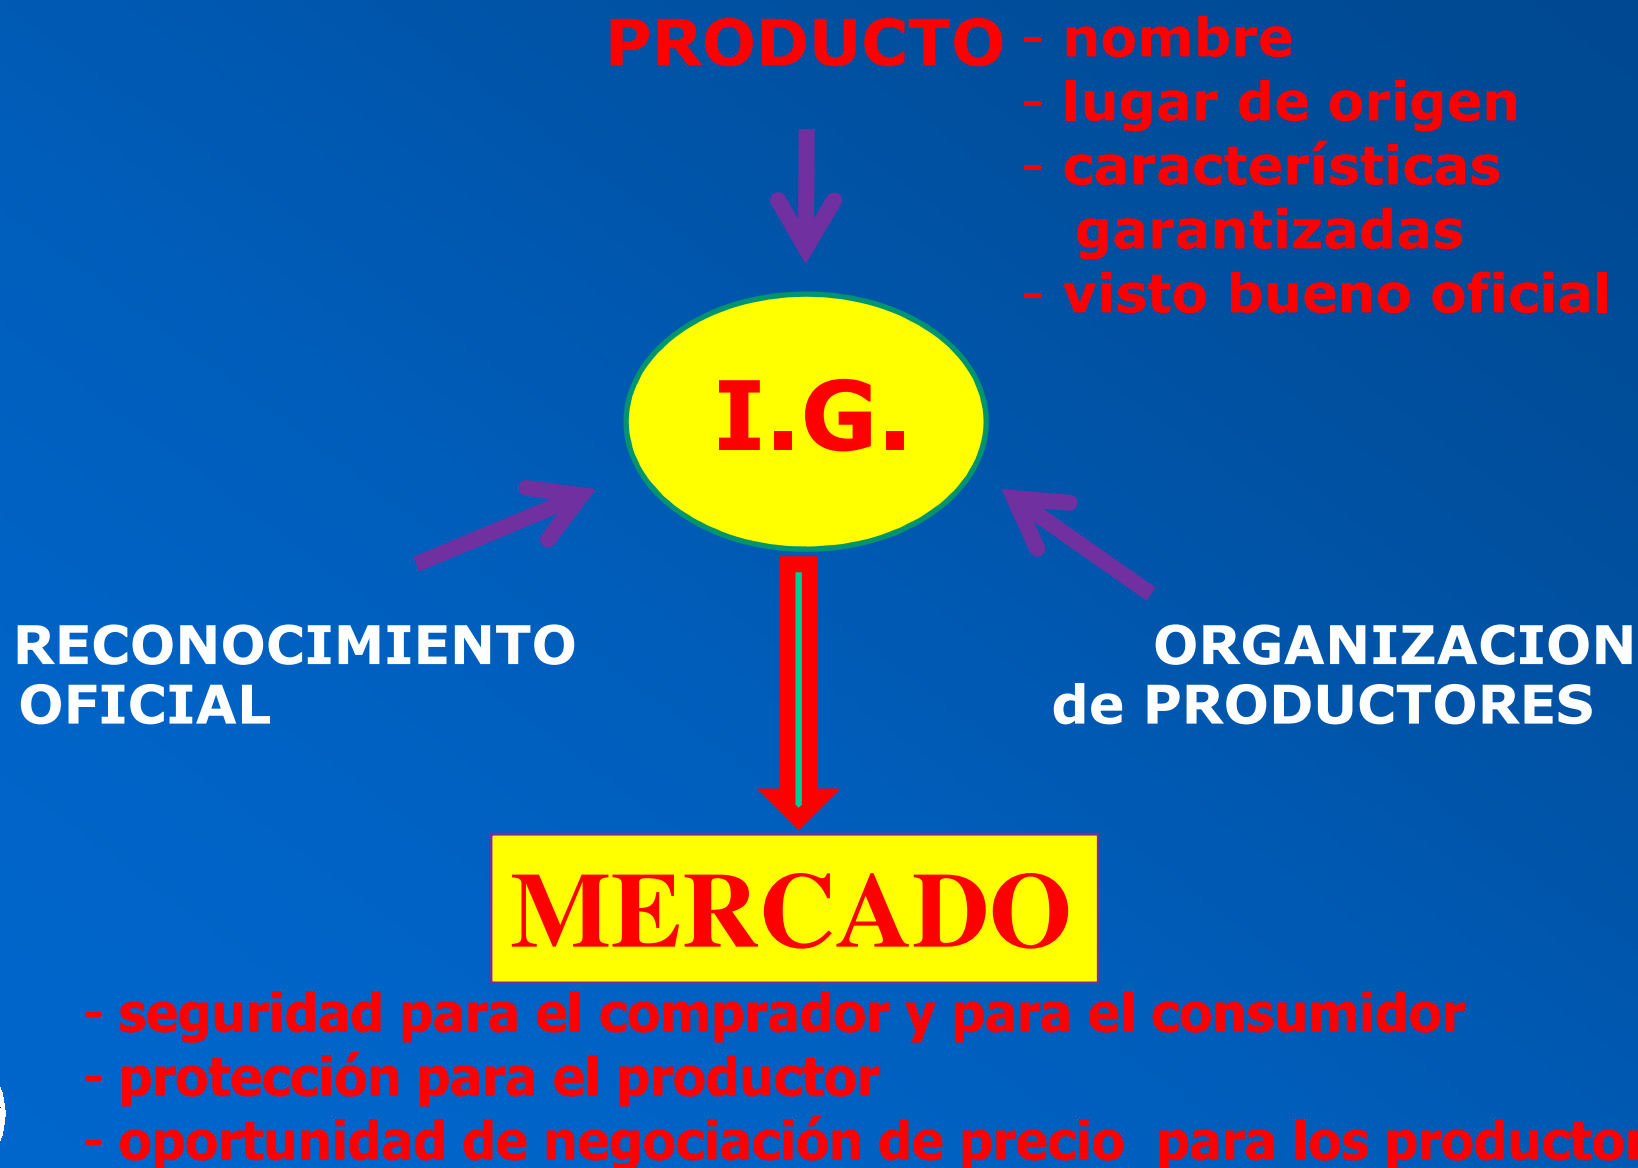 PRODUCTO - nombre
- lugar de origen
- características
garantizadas
- visto bueno oficial
I.G.
RECONOCIMIENTO
OFICIAL
ORGANIZACION
de PRODUCTORES
MERCADO
- seguridad para el comprador y para el consumidor
- protección para el productor
- oportunidad de negociación de precio para los productor